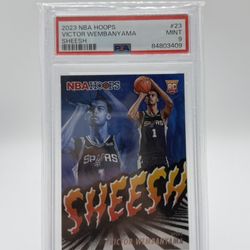 2023 NBA HOOPS #23
VICTOR WEMBANYAMA MINT
SHEESH 9
PSA 84803409
NBA HOOPS RC
SPURS
1
SPURS
1
SHEESH
VICTOR WEMBANYAMA